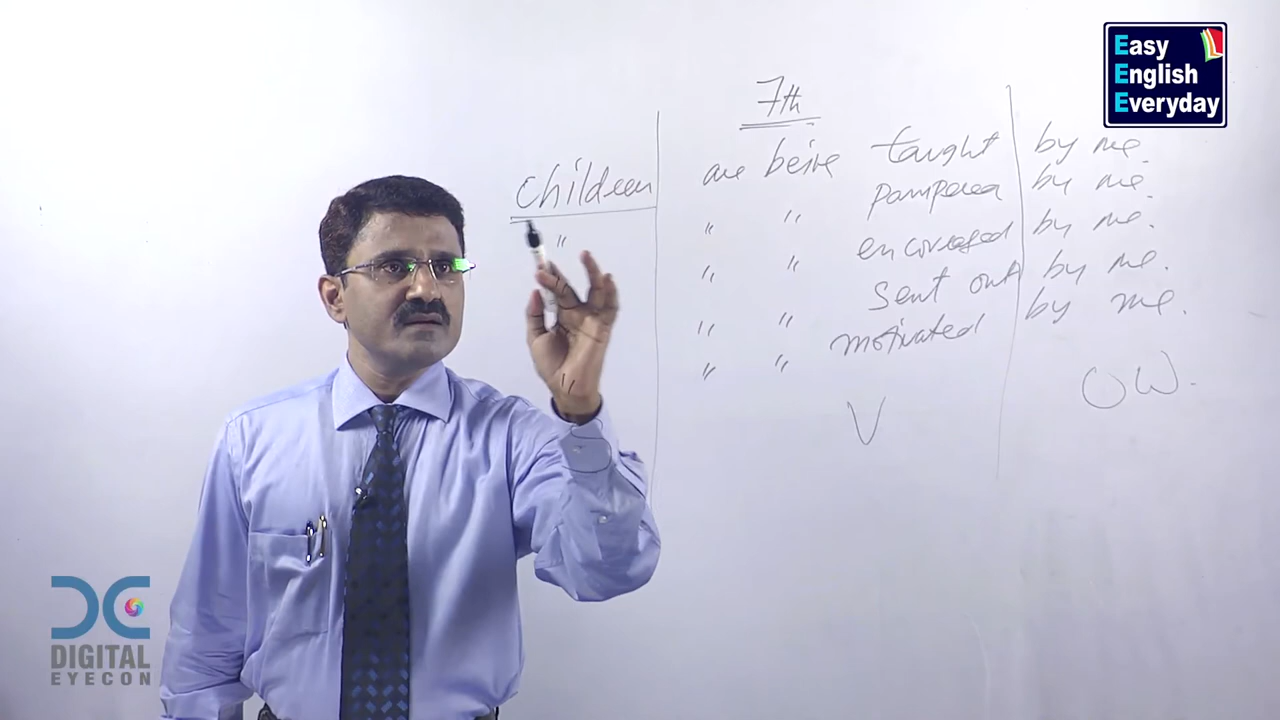 Easy
English
Everyday
7th
children are being taught by me.
" " " pampered by me.
" " encouraged by me.
" " sent out by me.
" " motivated by me.
V OW.
DC
DIGITAL
EYECON